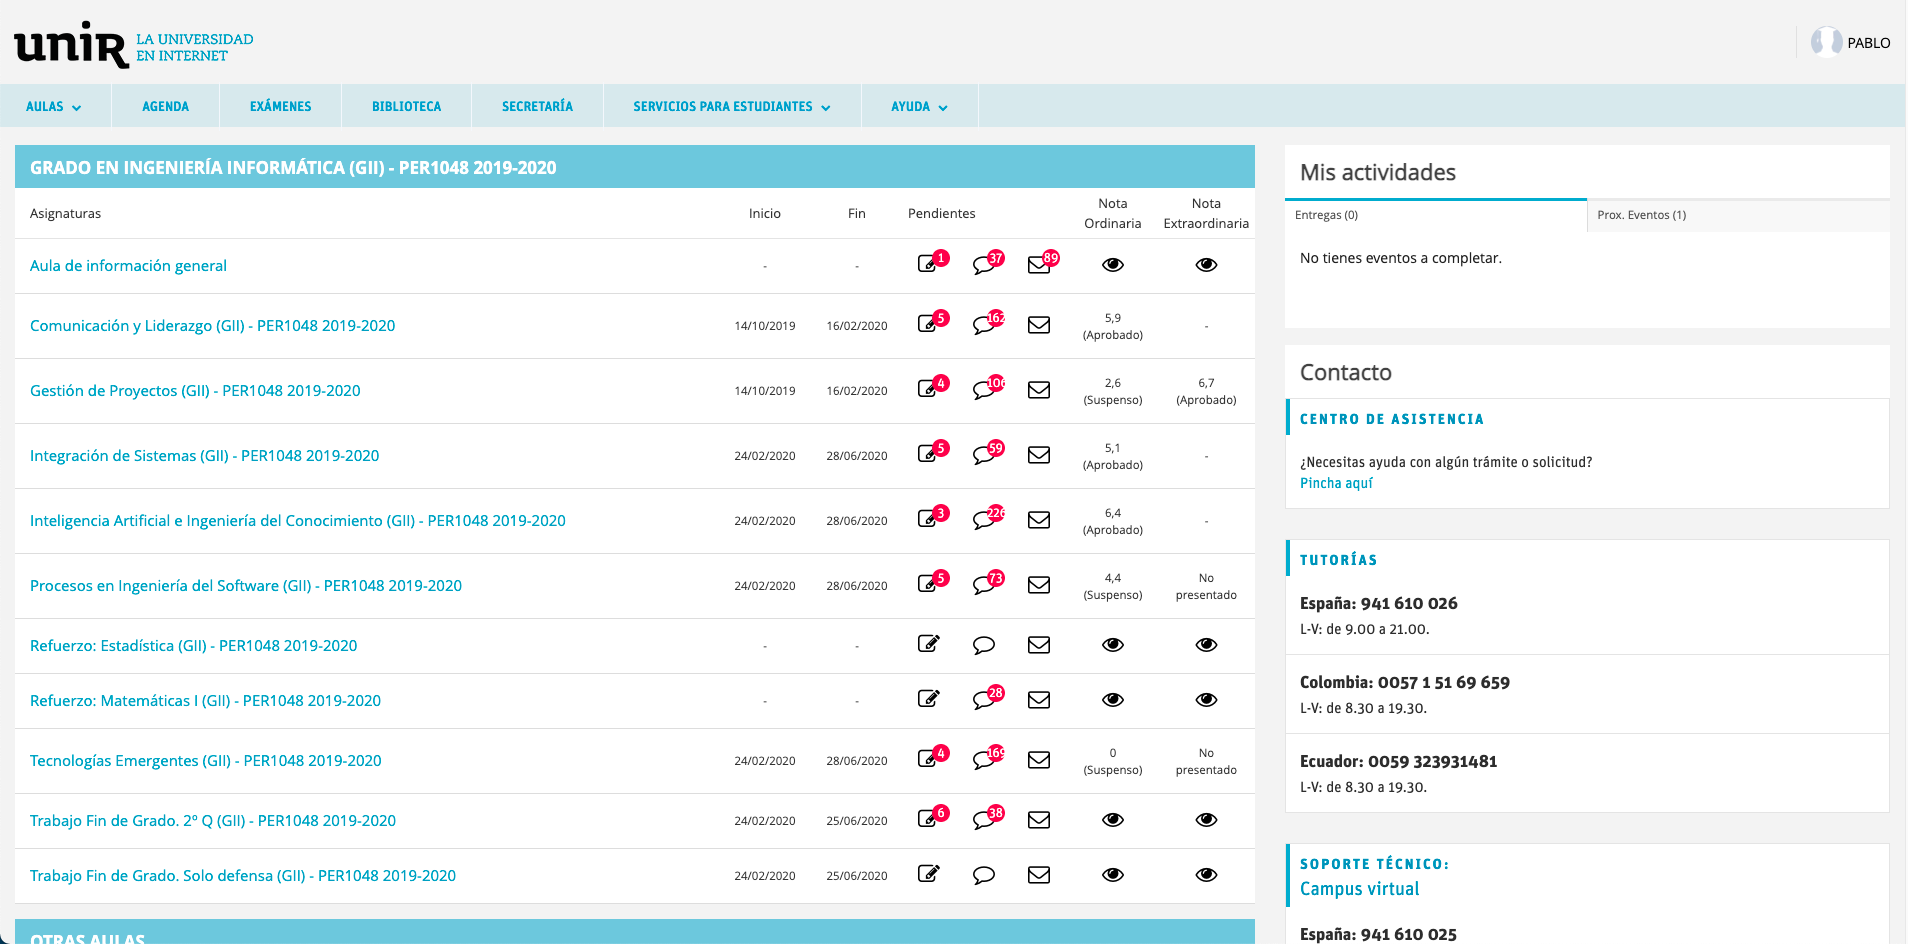 unir LA UNIVERSIDAD
EN INTERNET
PABLO
AULAS AGENDA EXÁMENES BIBLIOTECA SECRETARÍA SERVICIOS PARA ESTUDIANTES AYUDA
GRADO EN INGENIERÍA INFORMÁTICA (GII) - PER1048 2019-2020
Asignaturas Inicio Fin Pendientes Nota Ordinaria Nota Extraordinaria
Aula de información general - - 1 37 89
Comunicación y Liderazgo (GII) - PER1048 2019-2020 14/10/2019 16/02/2020 5 162 5,9 (Aprobado) -
Gestión de Proyectos (GII) - PER1048 2019-2020 14/10/2019 16/02/2020 4 106 2,6 (Suspenso) 6,7 (Aprobado)
Integración de Sistemas (GII) - PER1048 2019-2020 24/02/2020 28/06/2020 5 59 5,1 (Aprobado) -
Inteligencia Artificial e Ingeniería del Conocimiento (GII) - PER1048 2019-2020 24/02/2020 28/06/2020 3 226 6,4 (Aprobado) -
Procesos en Ingeniería del Software (GII) - PER1048 2019-2020 24/02/2020 28/06/2020 5 73 4,4 (Suspenso) No presentado
Refuerzo: Estadística (GII) - PER1048 2019-2020 - -
Refuerzo: Matemáticas I (GII) - PER1048 2019-2020 - - 28
Tecnologías Emergentes (GII) - PER1048 2019-2020 24/02/2020 28/06/2020 4 169 0 (Suspenso) No presentado
Trabajo Fin de Grado. 2º Q (GII) - PER1048 2019-2020 24/02/2020 25/06/2020 6 38
Trabajo Fin de Grado. Solo defensa (GII) - PER1048 2019-2020 24/02/2020 25/06/2020
OTRAS AULAS
Mis actividades
Entregas (0) Prox. Eventos (1)
No tienes eventos a completar.
Contacto
CENTRO DE ASISTENCIA
¿Necesitas ayuda con algún trámite o solicitud?
Pincha aquí
TUTORÍAS
España: 941 610 026
L-V: de 9.00 a 21.00.
Colombia: 0057 1 51 69 659
L-V: de 8.30 a 19.30.
Ecuador: 0059 323931481
L-V: de 8.30 a 19.30.
SOPORTE TÉCNICO:
Campus virtual
España: 941 610 025